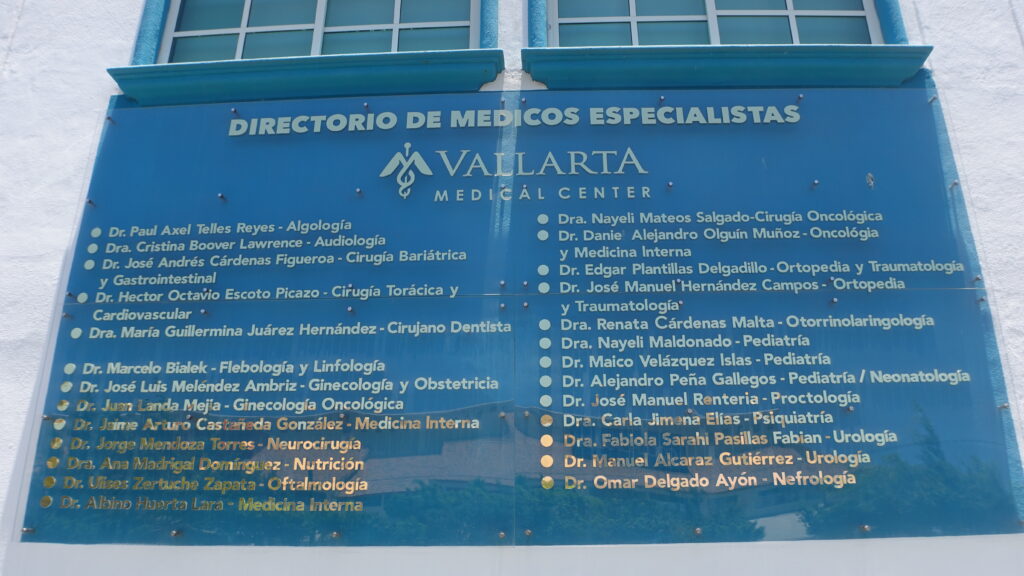 DIRECTORIO DE MEDICOS ESPECIALISTAS
VALLARTA
MEDICAL CENTER
Dr. Paul Axel Telles Reyes - Algología
Dra. Cristina Boover Lawrence - Audiología
Dr. José Andrés Cárdenas Figueroa - Cirugía Bariátrica
y Gastrointestinal
Dr. Hector Octavio Escoto Picazo - Cirugía Torácica y
Cardiovascular
Dra. María Guillermina Juárez Hernández - Cirujano Dentista
Dr. Marcelo Bialek - Flebología y Linfología
Dr. José Luis Meléndez Ambriz - Ginecología y Obstetricia
Dr. Juan Landa Mejia - Ginecología Oncológica
Dr. Jaime Arturo Castañeda González - Medicina Interna
Dr. Jorge Mendoza Torres - Neurocirugía
Dra. Ana Madrigal Dominguez - Nutrición
Dr. Ulises Zertuche Zapata - Oftalmología
Dr. Albino Huerta Lara - Medicina Interna
Dra. Nayeli Mateos Salgado-Cirugía Oncológica
Dr. Danie Alejandro Olguín Muñoz - Oncológia
y Medicina Interna
Dr. Edgar Plantillas Delgadillo - Ortopedia y Traumatología
Dr. José Manuel Hernández Campos - Ortopedia
y Traumatología
Dra. Renata Cárdenas Malta - Otorrinolaringología
Dra. Nayeli Maldonado - Pediatría
Dr. Maico Velázquez Islas - Pediatría
Dr. Alejandro Peña Gallegos - Pediatría / Neonatología
Dr. José Manuel Renteria - Proctología
Dra. Carla Jimena Elías - Psiquiatría
Dra. Fabiola Sarahi Pasillas Fabian - Urología
Dr. Manuel Alcaraz Gutiérrez - Urología
Dr. Omar Delgado Ayón - Nefrología